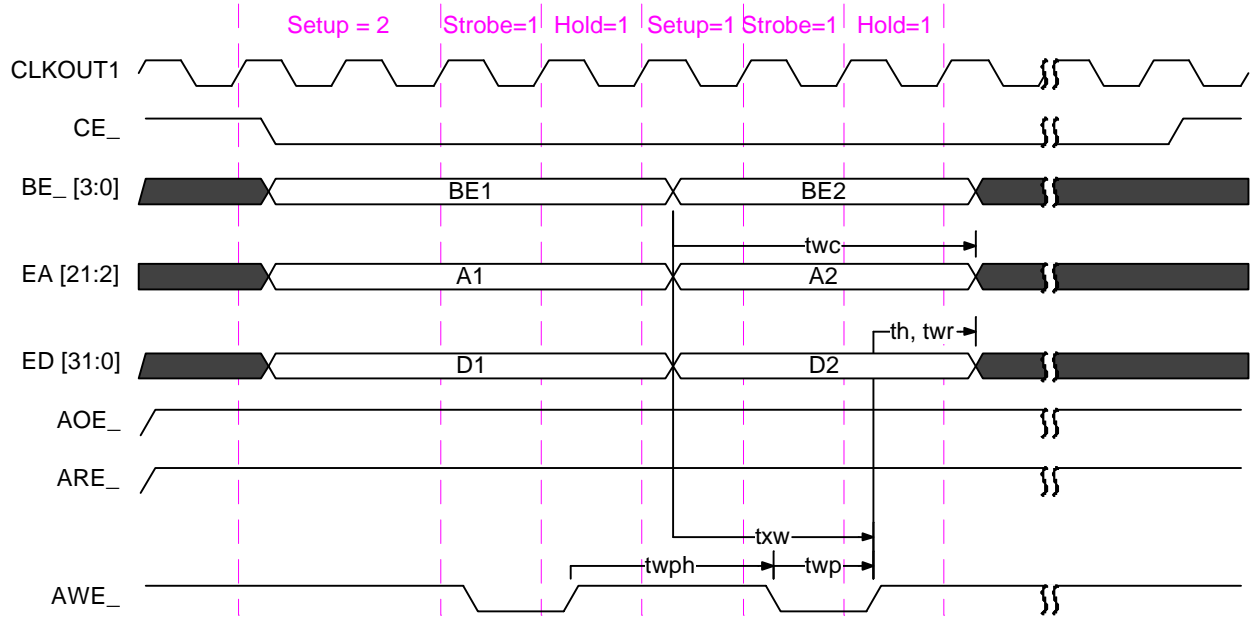 Setup = 2 Strobe=1 Hold=1 Setup=1 Strobe=1 Hold=1
CLKOUT1
CE_
BE_ [3:0] BE1 BE2
twc
EA [21:2] A1 A2
th, twr
ED [31:0] D1 D2
AOE_
ARE_
txw
twph twp
AWE_